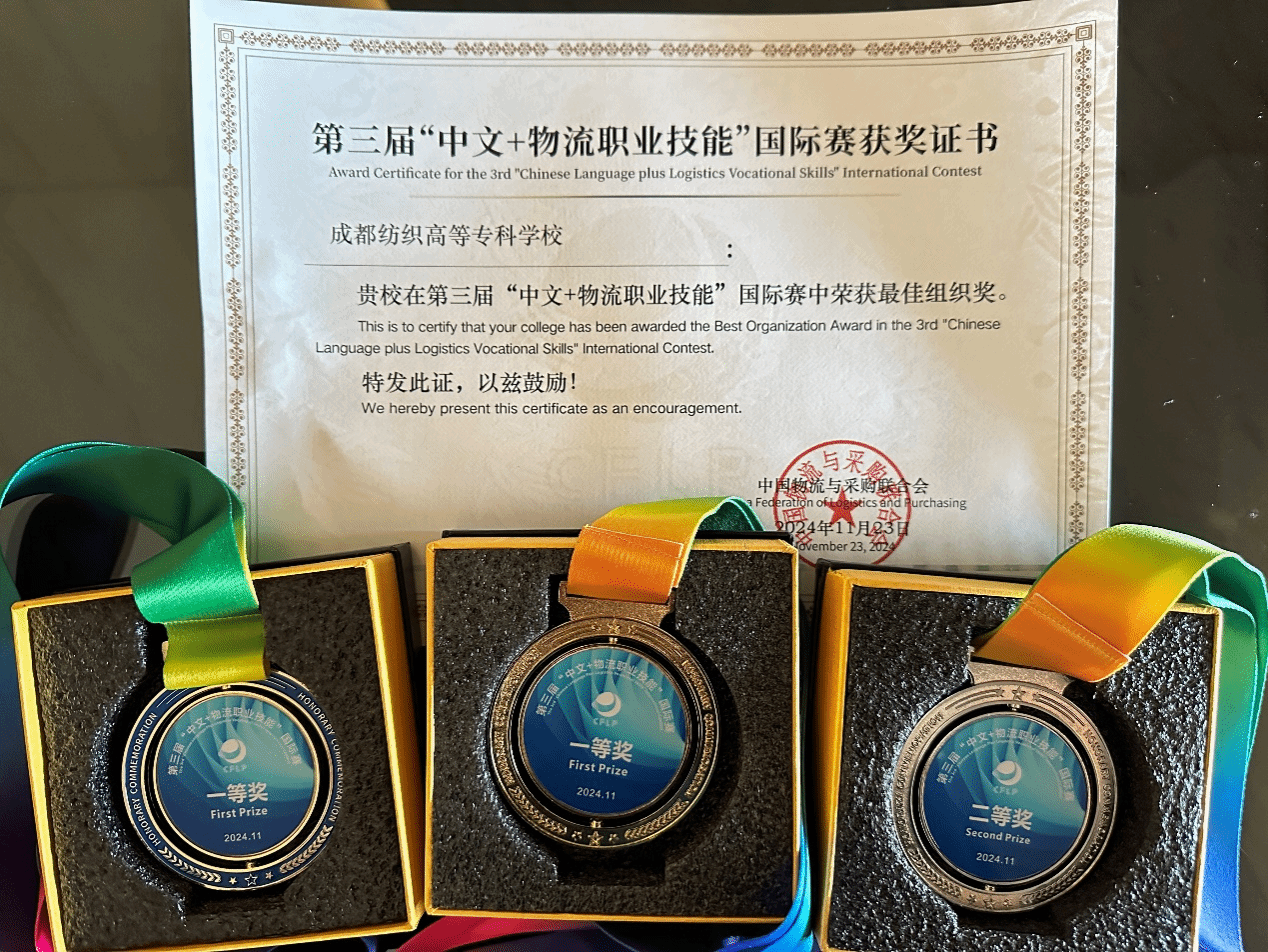 第三届“中文+物流职业技能”国际赛获奖证书
Award Certificate for the 3rd "Chinese Language plus Logistics Vocational Skills" International Contest
成都纺织高等专科学校
:
贵校在第三届“中文+物流职业技能”国际赛中荣获最佳组织奖。
This is to certify that your college has been awarded the Best Organization Award in the 3rd "Chinese
Language plus Logistics Vocational Skills" International Contest.
特发此证，以兹鼓励！
We hereby present this certificate as an encouragement.
中国物流与采购联合会
中国物流与采购联合会
Federation of Logistics and Purchasing
2024年11月23日
November 23, 2024
HONORARY COMMEMORATION
HONORARY COMMEMORATION
第三届“中文+物流职业技能”国际赛
CFLP
一等奖
First Prize
2024.11
第三届“中文+物流职业技能”国际赛
CFLP
一等奖
First Prize
2024.11
第三届“中文+物流职业技能”国际赛
CFLP
二等奖
Second Prize
2024.11